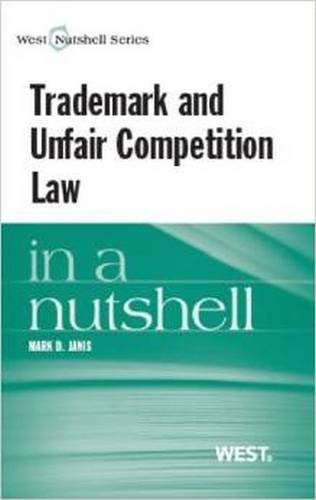 West Nutshell Series
Trademark and
Unfair Competition
Law
in a
nutshell
MARK D. JANIS
WEST®